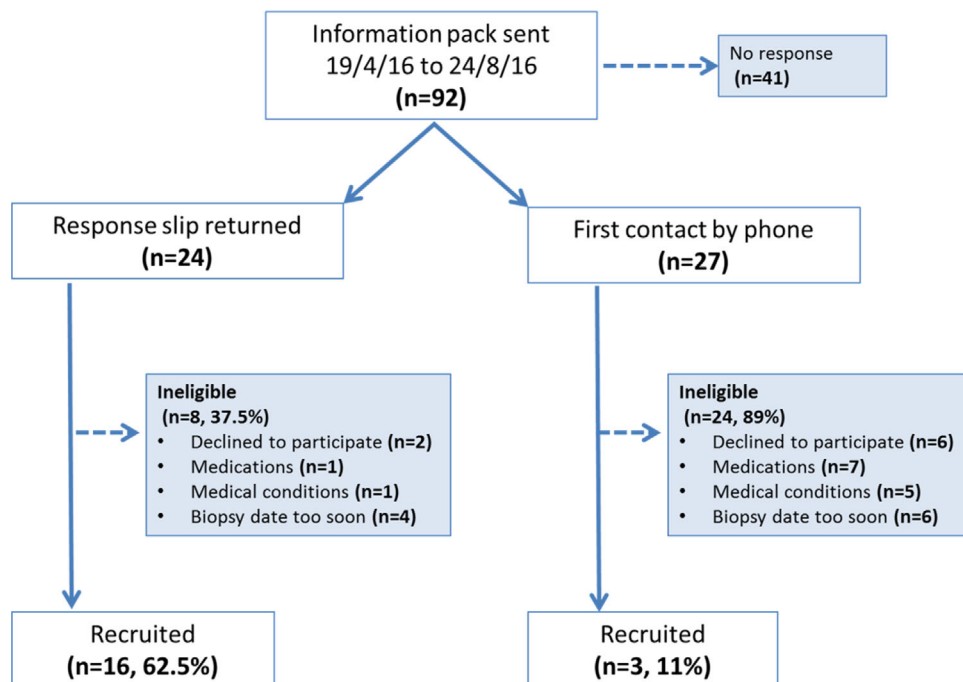 Information pack sent
19/4/16 to 24/8/16
(n=92)
No response
(n=41)
Response slip returned
(n=24)
First contact by phone
(n=27)
Ineligible
(n=8, 37.5%)
• Declined to participate (n=2)
• Medications (n=1)
• Medical conditions (n=1)
• Biopsy date too soon (n=4)
Ineligible
(n=24, 89%)
• Declined to participate (n=6)
• Medications (n=7)
• Medical conditions (n=5)
• Biopsy date too soon (n=6)
Recruited
(n=16, 62.5%)
Recruited
(n=3, 11%)